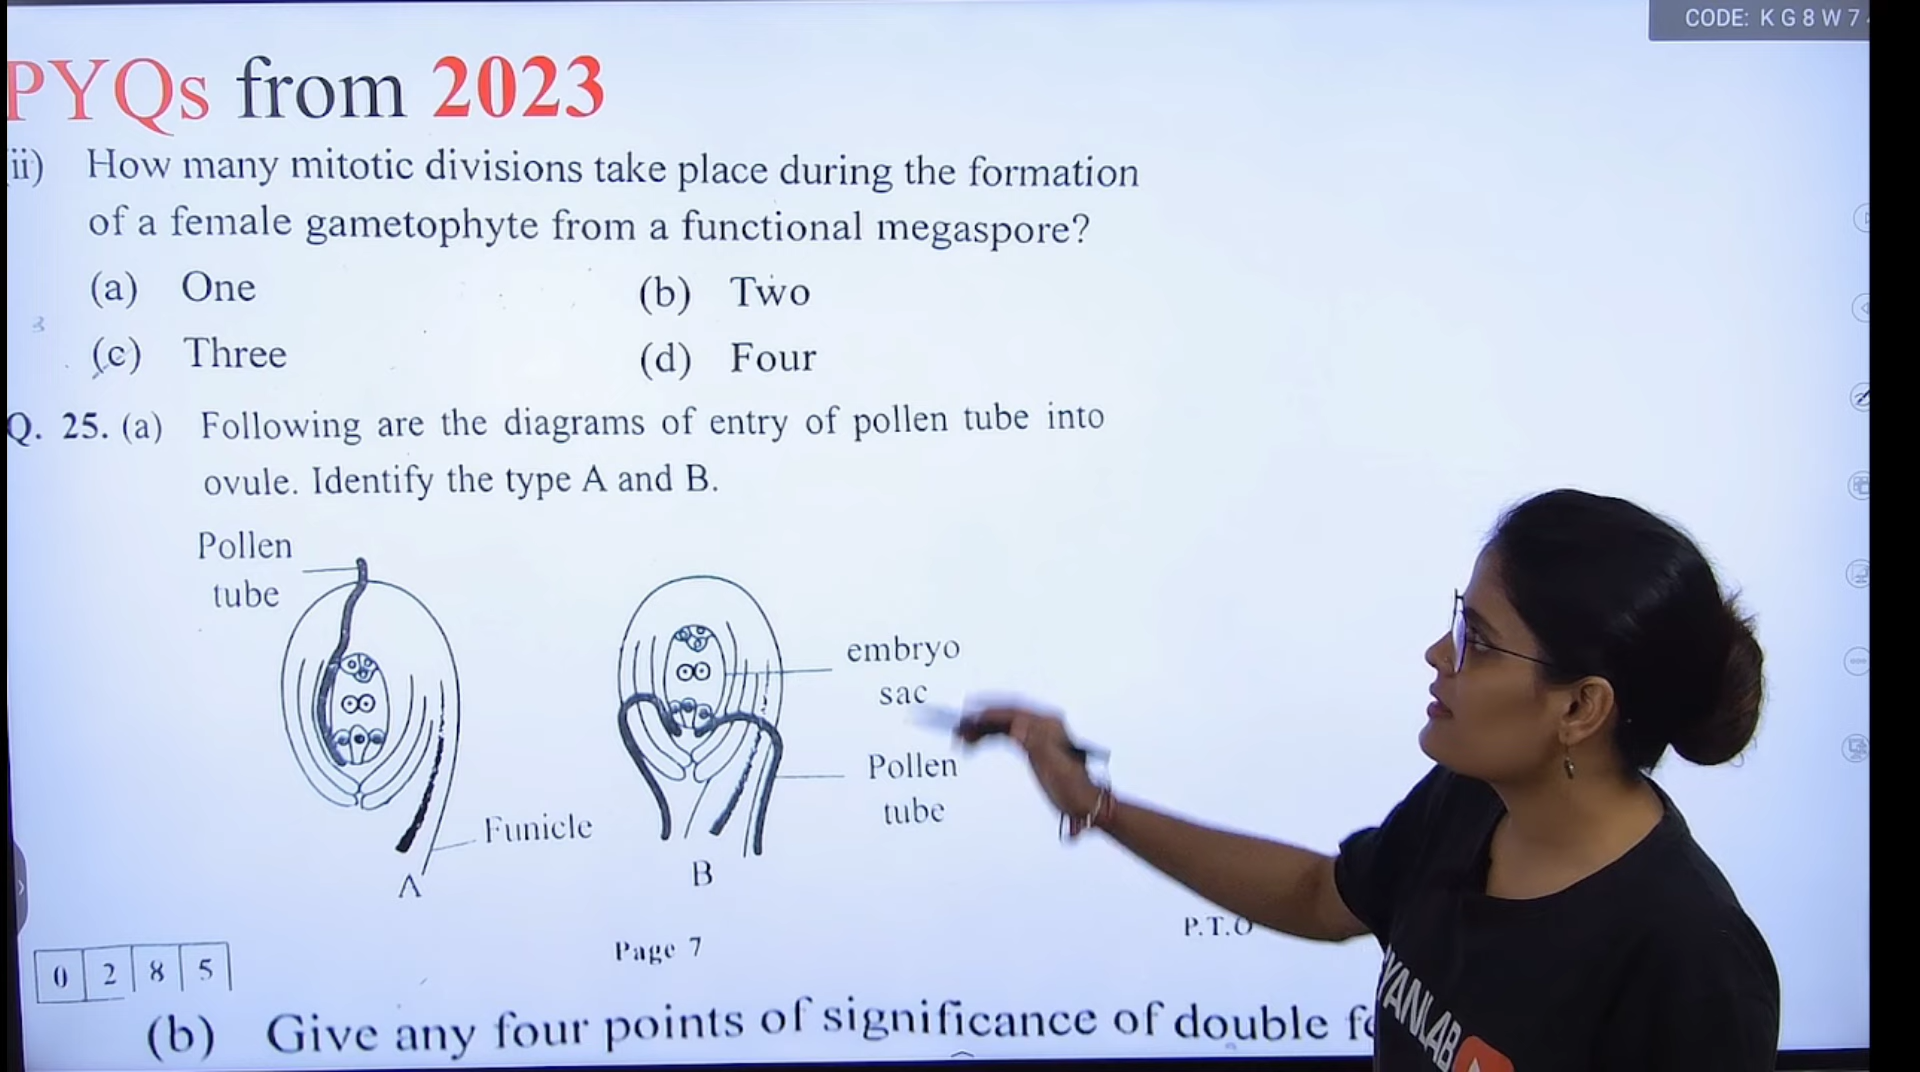 CODE: K G 8 W 7
PYQs from 2023
ii) How many mitotic divisions take place during the formation
of a female gametophyte from a functional megaspore?
(a) One (b) Two
(c) Three (d) Four
Q. 25. (a) Following are the diagrams of entry of pollen tube into
ovule. Identify the type A and B.
Pollen
tube
embryo
sac
Pollen
tube
Funicle
A
B
Page 7
P.T.O
0 2 8 5
(b) Give any four points of significance of double
YANLAB